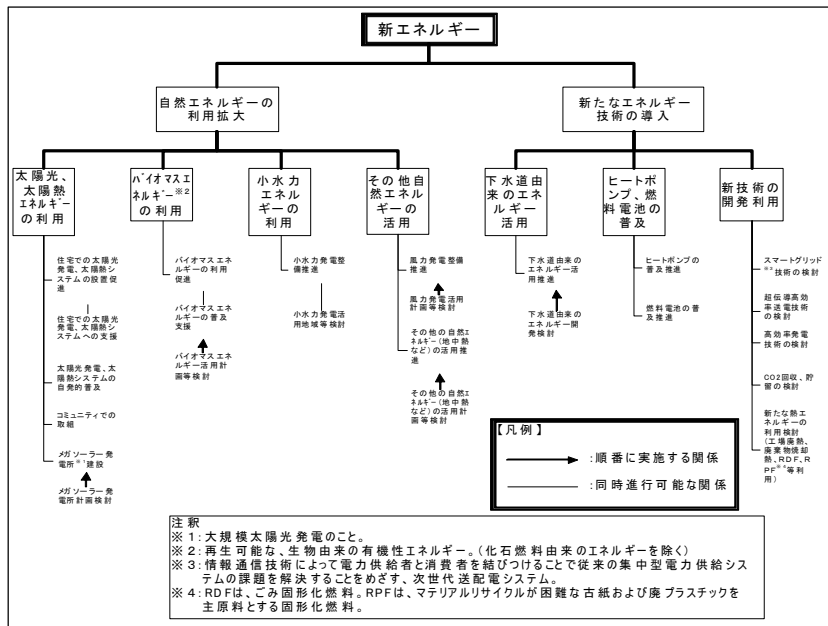 新エネルギー
自然エネルギーの
利用拡大
新たなエネルギー
技術の導入
太陽光、
太陽熱
エネルギー
の利用
バイオマスエ
ネルギー※2
の利用
小水力
エネル
ギーの
利用
その他自
然エネル
ギーの
活用
下水道由
来のエネ
ルギー
活用
ヒートポ
ンプ、燃
料電池の
普及
新技術の
開発利用
住宅での太陽光
発電、太陽熱シ
ステムの設置促
進
住宅での太陽光
発電、太陽熱シ
ステムへの支援
太陽光発電、太
陽熱システムの
自発的普及
コミュニティでの
取組
メガソーラー発
電所※1建設
メガソーラー発
電所計画検討
バイオマスエネ
ルギーの利用
促進
バイオマスエネ
ルギーの普及
支援
バイオマスエネ
ルギー活用計
画等検討
小水力発電整
備推進
小水力発電活
用地域等検討
風力発電整備
推進
風力発電活用
計画等検討
その他の自然エ
ネルギー(地中熱
など)の活用推
進
その他の自然エ
ネルギー(地中熱
など)の活用計
画等検討
下水道由来の
エネルギー活
用推進
下水道由来の
エネルギー開発
検討
ヒートポンプの
普及推進
燃料電池の普
及推進
スマートグリッド
※3技術の検討
超伝導高効
率送電技術
の検討
高効率発電
技術の検討
CO2回収、貯
留の検討
新たな熱エ
ネルギーの
利用検討
(工場廃熱、
廃棄物焼却
熱、RDF、R
PF※4等利
用)
【凡例】
:順番に実施する関係
:同時進行可能な関係
注釈
※1:大規模太陽光発電のこと。
※2:再生可能な、生物由来の有機性エネルギー。(化石燃料由来のエネルギーを除く)
※3:情報通信技術によって電力供給者と消費者を結びつけることで従来の集中型電力供給シス
テムの課題を解決することをめざす、次世代送配電システム。
※4:RDFは、ごみ固形化燃料。RPFは、マテリアルリサイクルが困難な古紙および廃プラスチックを
主原料とする固形化燃料。